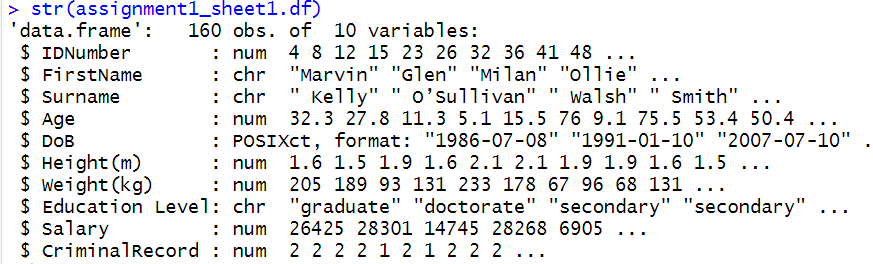 > str(assignment1_sheet1.df)
'data.frame':   160 obs. of  10 variables:
 $ IDNumber       : num  4 8 12 15 23 26 32 36 41 48 ...
 $ FirstName      : chr  "Marvin" "Glen" "Milan" "Ollie" ...
 $ Surname        : chr  " Kelly" " O’Sullivan" " Walsh" " Smith" ...
 $ Age            : num  32.3 27.8 11.3 5.1 15.5 76 9.1 75.5 53.4 50.4 ...
 $ DoB            : POSIXct, format: "1986-07-08" "1991-01-10" "2007-07-10" .
 $ Height(m)      : num  1.6 1.5 1.9 1.6 2.1 2.1 1.9 1.9 1.6 1.5 ...
 $ Weight(kg)     : num  205 189 93 131 233 178 67 96 68 131 ...
 $ Education Level: chr  "graduate" "doctorate" "secondary" "secondary" ...
 $ Salary         : num  26425 28301 14745 28268 6905 ...
 $ CriminalRecord : num  2 2 2 2 1 2 1 2 2 2 ...